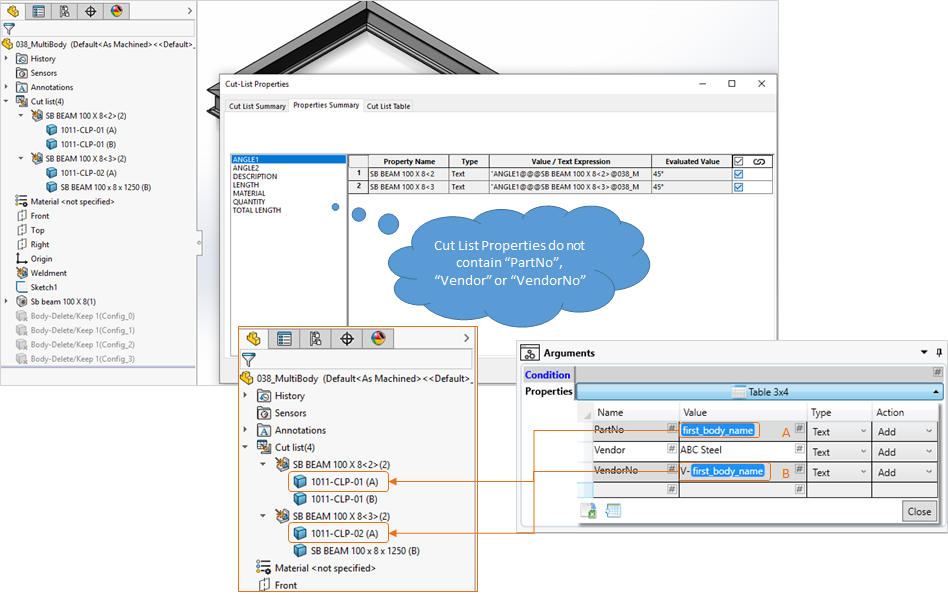 038_MultiBody (Default<As Machined><<Default>_
History
Sensors
Annotations
Cut list(4)
SB BEAM 100 X 8<2>(2)
1011-CLP-01 (A)
1011-CLP-01 (B)
SB BEAM 100 X 8<3>(2)
1011-CLP-02 (A)
SB BEAM 100 x 8 x 1250 (B)
Material <not specified>
Front
Top
Right
Origin
Weldment
Sketch1
Sb beam 100 X 8(1)
Body-Delete/Keep 1(Config_0)
Body-Delete/Keep 1(Config_1)
Body-Delete/Keep 1(Config_2)
Body-Delete/Keep 1(Config_3)
Cut-List Properties
Cut List Summary Properties Summary Cut List Table
ANGLE1
ANGLE2
DESCRIPTION
LENGTH
MATERIAL
QUANTITY
TOTAL LENGTH
Property Name Type Value / Text Expression Evaluated Value
1 SB BEAM 100 X 8<2 Text "ANGLE1@@@SB BEAM 100 X 8<2>@038_M 45°
2 SB BEAM 100 X 8<3 Text "ANGLE1@@@SB BEAM 100 X 8<3>@038_M 45°
Cut List Properties do not
contain “PartNo”,
“Vendor” or “VendorNo”
038_MultiBody (Default<As Machined><<Default>_
History
Sensors
Annotations
Cut list(4)
SB BEAM 100 X 8<2>(2)
1011-CLP-01 (A)
1011-CLP-01 (B)
SB BEAM 100 X 8<3>(2)
1011-CLP-02 (A)
SB BEAM 100 x 8 x 1250 (B)
Material <not specified>
Front
Arguments
Condition #
Properties Table 3x4
Name Value Type Action
PartNo # first_body_name A # Text Add
Vendor # ABC Steel # Text Add
VendorNo # V-first_body_name B # Text Add
# #
Close